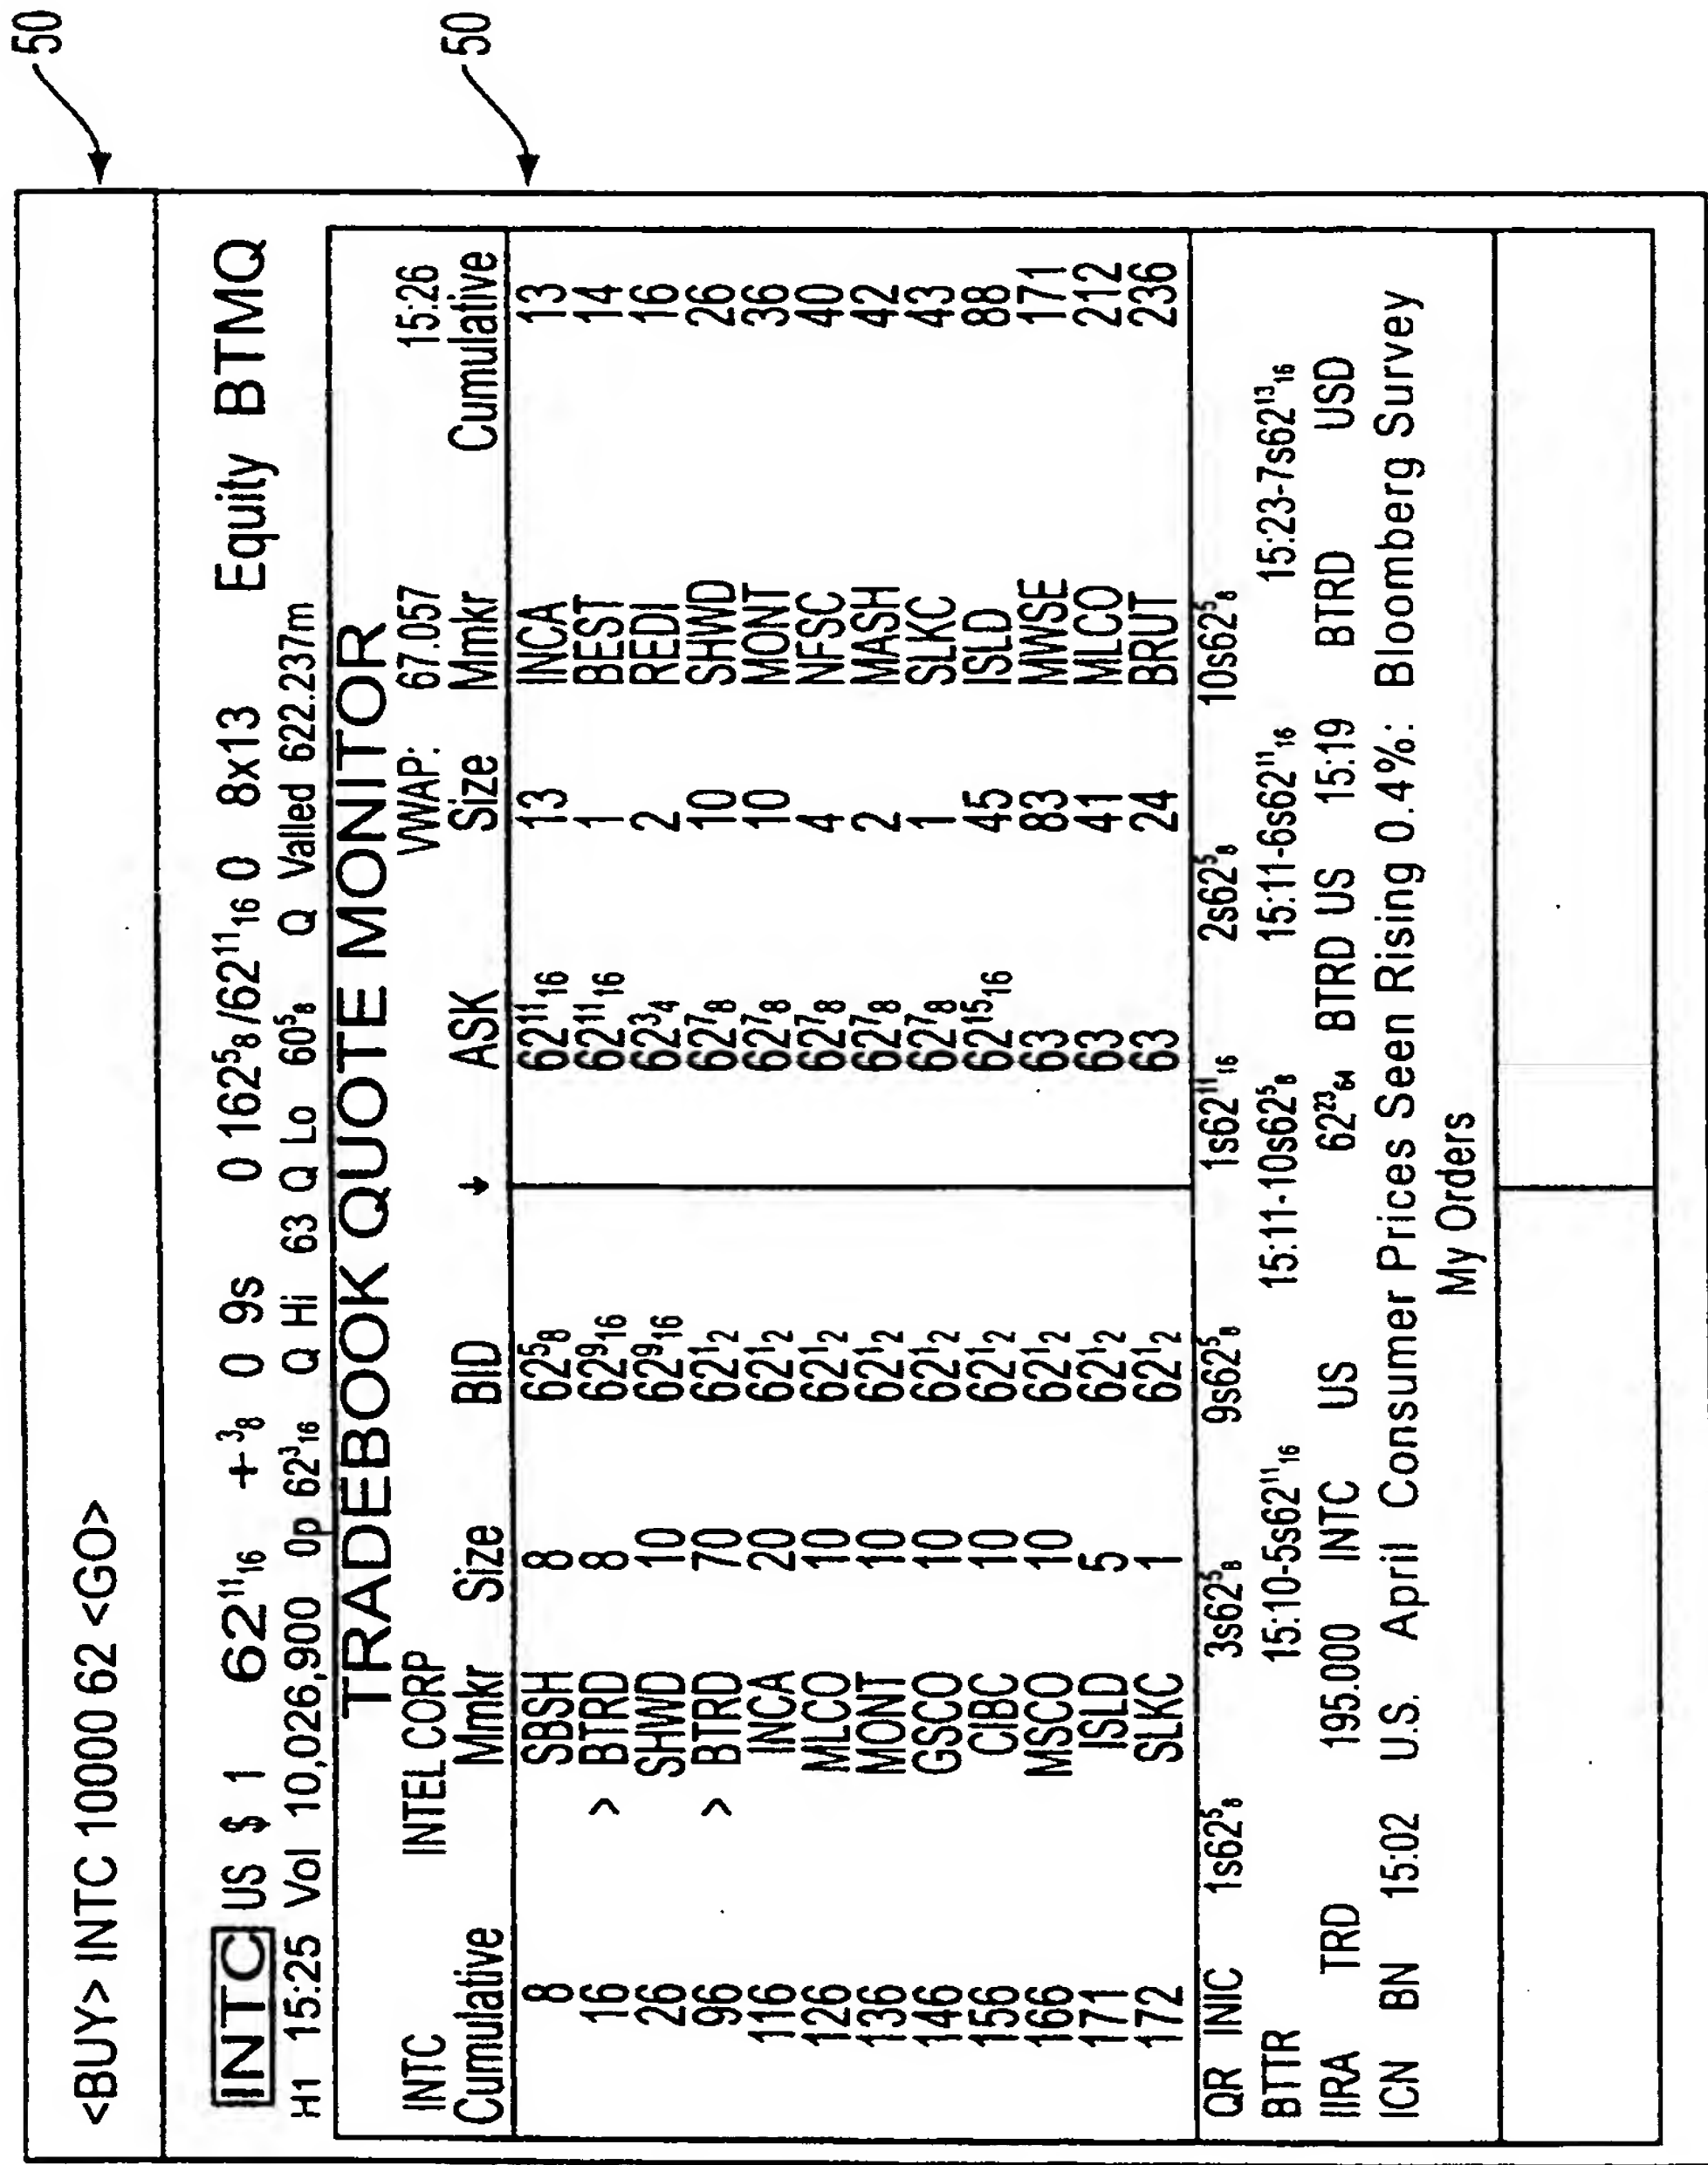 50
<BUY> INTC 10000 62 <GO>
50
INTC US $ 1 62 11/16 + 3/8 0 9s 0 1625/8 /62 11/16 0 8x13 Equity BTMQ
H1 15:25 Vol 10,026,900 0p 62 3/16 Q Hi 63 Q Lo 60 5/8 Q Valled 622.237m
TRADEBOOK QUOTE MONITOR
INTC INTEL CORP VWAP: 67.057 15:26
Cumulative Mmkr Size BID ↓ ASK Size Mmkr Cumulative
8 SBSH 8 62 5/8 62 11/16 13 INCA 13
16 > BTRD 8 62 9/16 62 11/16 1 BEST 14
26 SHWD 10 62 9/16 62 3/4 2 REDI 16
96 > BTRD 70 62 1/2 62 7/8 10 SHWD 26
116 INCA 20 62 1/2 62 7/8 10 MONT 36
126 MLCO 10 62 1/2 62 7/8 4 NFSC 40
136 MONT 10 62 1/2 62 7/8 2 MASH 42
146 GSCO 10 62 1/2 62 7/8 1 SLKC 43
156 CIBC 10 62 1/2 62 15/16 45 ISLD 88
166 MSCO 10 62 1/2 63 83 MWSE 171
171 ISLD 5 62 1/2 63 41 MLCO 212
172 SLKC 1 62 1/2 63 24 BRUT 236
QR INIC 1s62 5/8 3s62 5/8 9s62 5/8 1s62 11/16 2s62 5/8 10s62 5/8
BTTR 15:10-5s62 11/16 15:11-10s62 5/8 15:11-6s62 11/16 15:23-7s62 13/16
IIRA TRD 195.000 INTC US 62 23/64 BTRD US 15:19 BTRD USD
ICN BN 15:02 U.S. April Consumer Prices Seen Rising 0.4%: Bloomberg Survey
My Orders